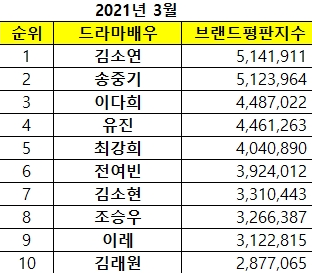 2021년 3월
순위 드라마배우 브랜드평판지수
1 김소연 5,141,911
2 송중기 5,123,964
3 이다희 4,487,022
4 유진 4,461,263
5 최강희 4,040,890
6 전여빈 3,924,012
7 김소현 3,310,443
8 조승우 3,266,387
9 이레 3,122,815
10 김래원 2,877,065